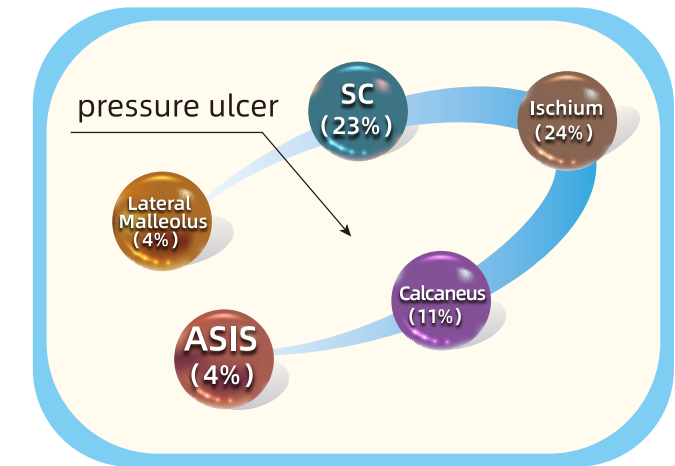 pressure ulcer
SC
(23%)
Ischium
(24%)
Lateral
Malleolus
(4%)
Calcaneus
(11%)
ASIS
(4%)